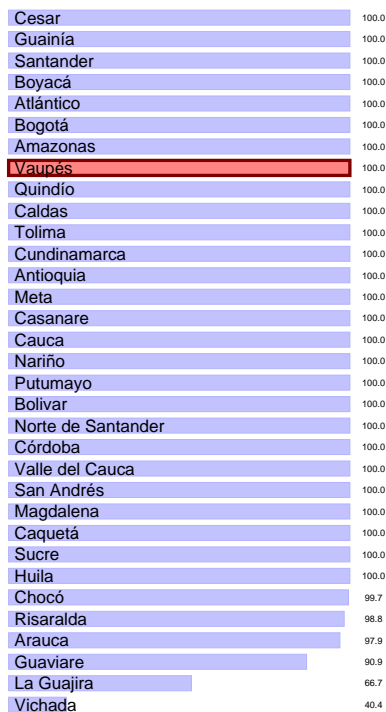 Cesar 100.0
Guainía 100.0
Santander 100.0
Boyacá 100.0
Atlántico 100.0
Bogotá 100.0
Amazonas 100.0
Vaupés 100.0
Quindío 100.0
Caldas 100.0
Tolima 100.0
Cundinamarca 100.0
Antioquia 100.0
Meta 100.0
Casanare 100.0
Cauca 100.0
Nariño 100.0
Putumayo 100.0
Bolivar 100.0
Norte de Santander 100.0
Córdoba 100.0
Valle del Cauca 100.0
San Andrés 100.0
Magdalena 100.0
Caquetá 100.0
Sucre 100.0
Huila 100.0
Chocó 99.7
Risaralda 98.8
Arauca 97.9
Guaviare 90.9
La Guajira 66.7
Vichada 40.4